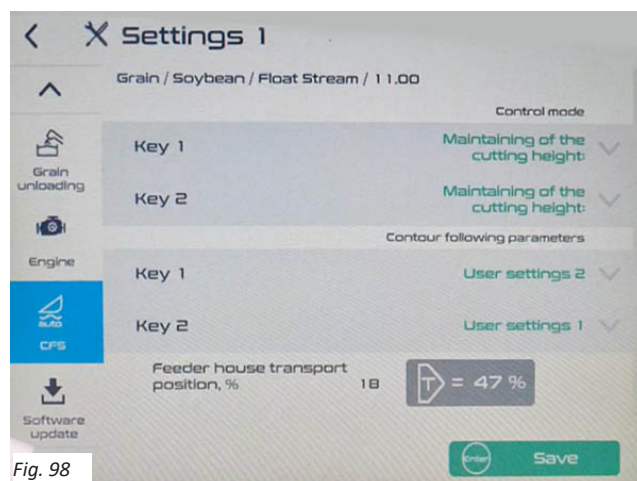 Settings 1
Grain / Soybean / Float Stream / 11.00
Control mode
Key 1
Maintaining of the
cutting height:
Key 2
Maintaining of the
cutting height:
Contour following parameters
Key 1
User settings 2
Key 2
User settings 1
Feeder house transport
position, %
18
T = 47 %
Grain
unloading
Engine
auto
CFS
Software
update
Enter
Save
Fig. 98